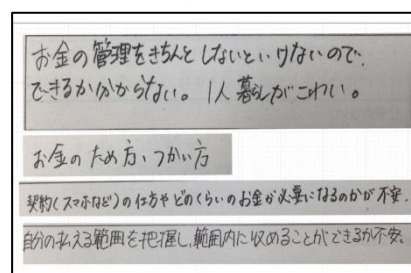 お金の管理をきちんとしないといけないので、
できるか分からない。1人暮らしがこわい。
お金のため方、つかい方
契約(スマホなど)の仕方やどのくらいのお金が必要になるのかが不安。
自分の払える範囲を把握し、範囲内に収めることができるか不安。